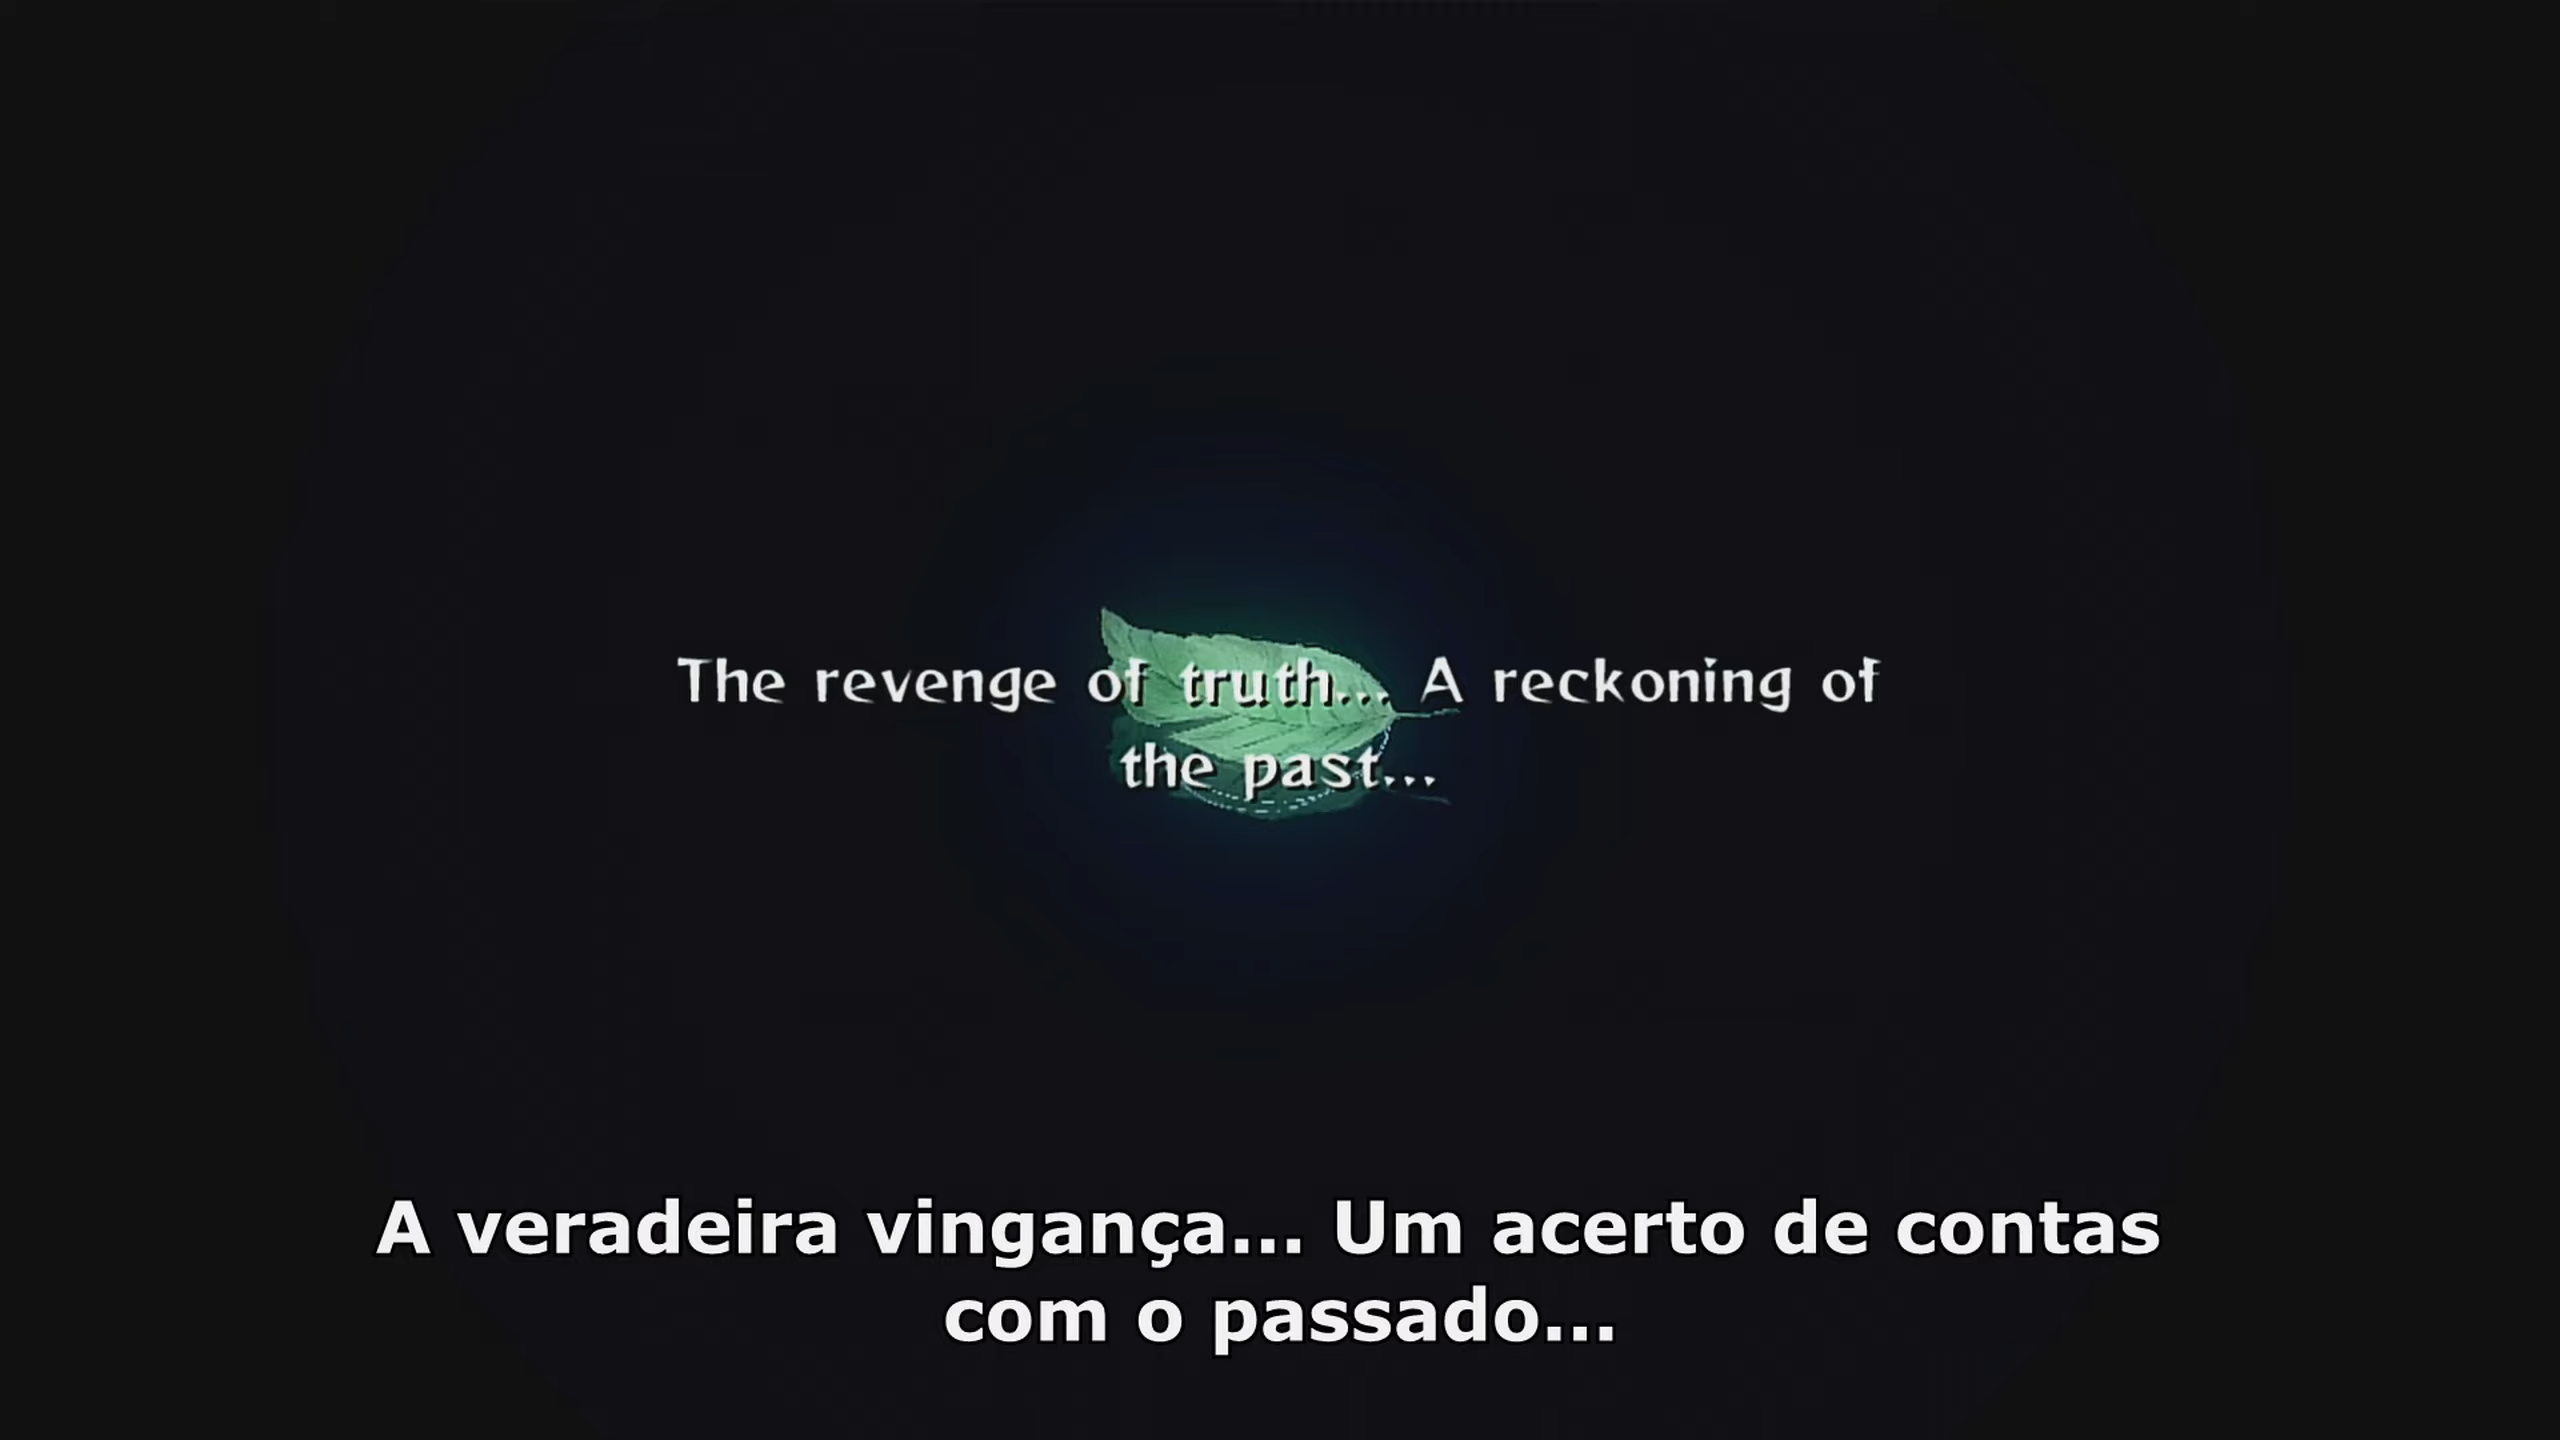 The revenge of truth... A reckoning of
the past...
A veradeira vingança... Um acerto de contas
com o passado...